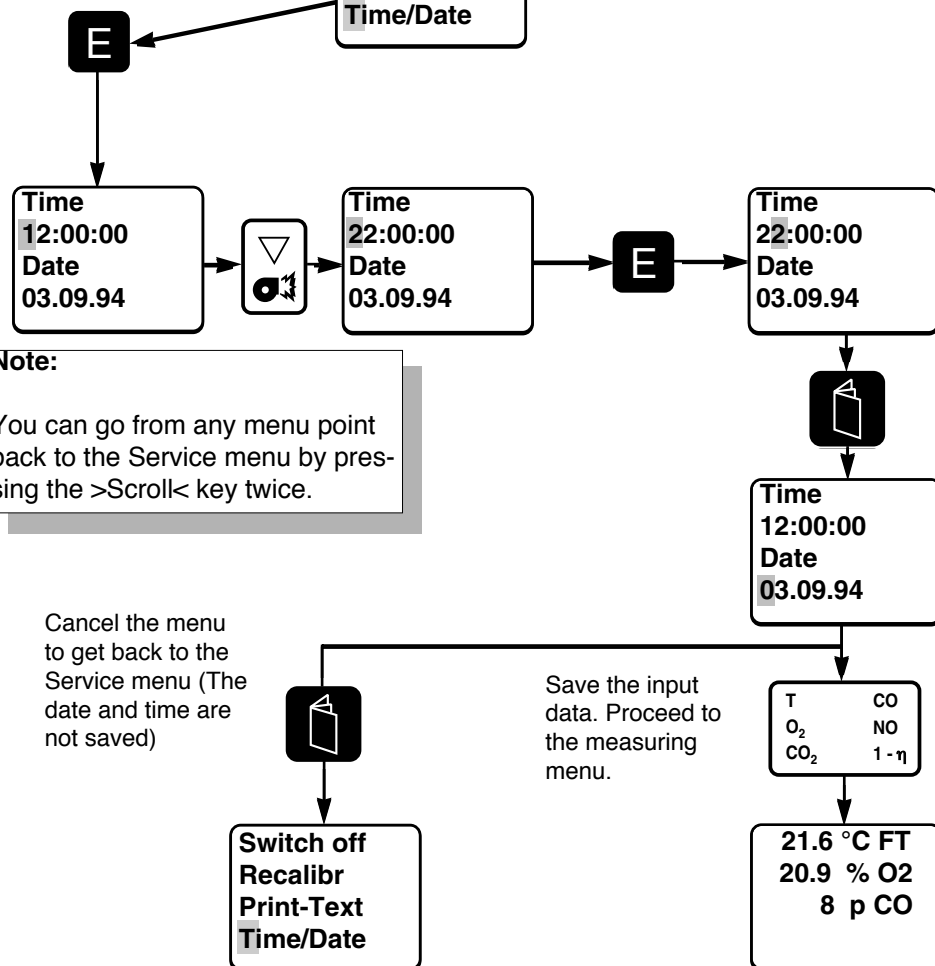 Time/Date
E
Time
12:00:00
Date
03.09.94
Time
22:00:00
Date
03.09.94
E
Time
22:00:00
Date
03.09.94
Note:
You can go from any menu point
back to the Service menu by pres-
sing the >Scroll< key twice.
Time
12:00:00
Date
03.09.94
Cancel the menu
to get back to the
Service menu (The
date and time are
not saved)
Save the input
data. Proceed to
the measuring
menu.
T CO
O₂ NO
CO₂ 1 - η
Switch off
Recalibr
Print-Text
Time/Date
21.6 °C FT
20.9 % O2
8 p CO